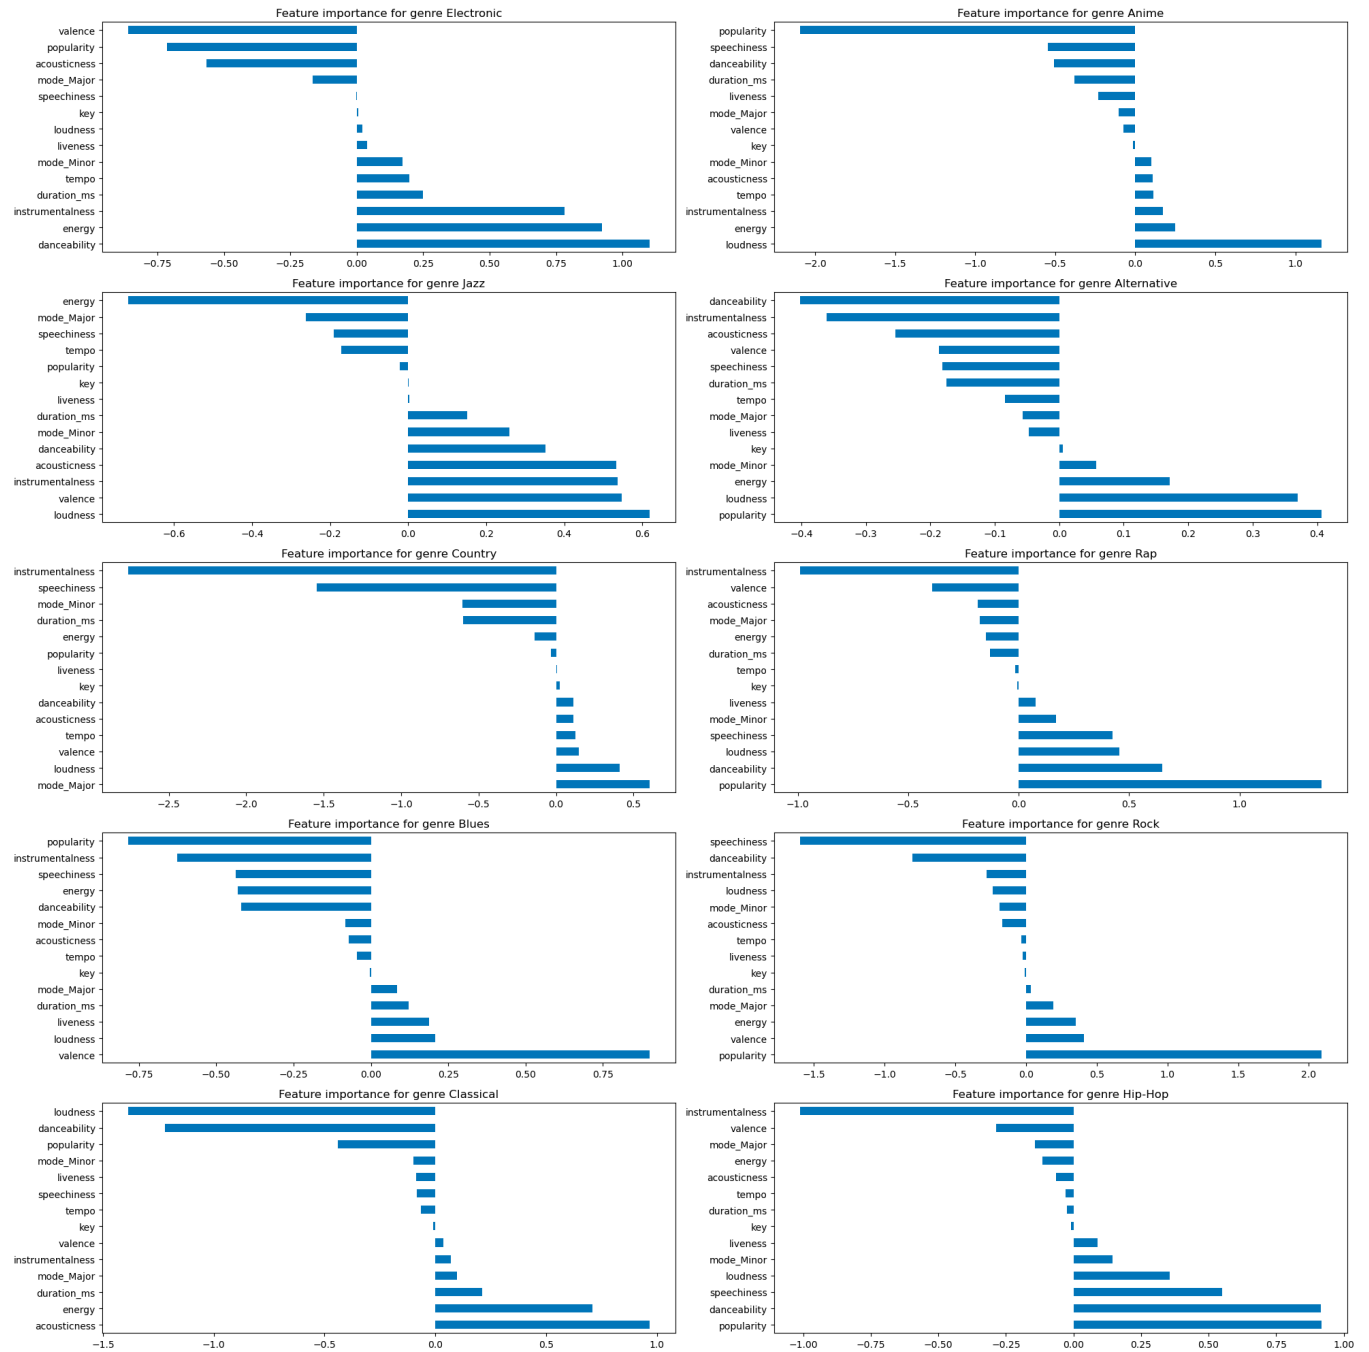 Feature importance for genre Electronic
valence
popularity
acousticness
mode_Major
speechiness
key
loudness
liveness
mode_Minor
tempo
duration_ms
instrumentalness
energy
danceability
−0.75 −0.50 −0.25 0.00 0.25 0.50 0.75 1.00
Feature importance for genre Anime
popularity
speechiness
danceability
duration_ms
liveness
mode_Major
valence
key
mode_Minor
acousticness
tempo
instrumentalness
energy
loudness
−2.0 −1.5 −1.0 −0.5 0.0 0.5 1.0
Feature importance for genre Jazz
energy
mode_Major
speechiness
tempo
popularity
key
liveness
duration_ms
mode_Minor
danceability
acousticness
instrumentalness
valence
loudness
−0.6 −0.4 −0.2 0.0 0.2 0.4 0.6
Feature importance for genre Alternative
danceability
instrumentalness
acousticness
valence
speechiness
duration_ms
tempo
mode_Major
liveness
key
mode_Minor
energy
loudness
popularity
−0.4 −0.3 −0.2 −0.1 0.0 0.1 0.2 0.3 0.4
Feature importance for genre Country
instrumentalness
speechiness
mode_Minor
duration_ms
energy
popularity
liveness
key
danceability
acousticness
tempo
valence
loudness
mode_Major
−2.5 −2.0 −1.5 −1.0 −0.5 0.0 0.5
Feature importance for genre Rap
instrumentalness
valence
acousticness
mode_Major
energy
duration_ms
tempo
key
liveness
mode_Minor
speechiness
loudness
danceability
popularity
−1.0 −0.5 0.0 0.5 1.0
Feature importance for genre Blues
popularity
instrumentalness
speechiness
energy
danceability
mode_Minor
acousticness
tempo
key
mode_Major
duration_ms
liveness
loudness
valence
−0.75 −0.50 −0.25 0.00 0.25 0.50 0.75
Feature importance for genre Rock
speechiness
danceability
instrumentalness
loudness
mode_Minor
acousticness
tempo
liveness
key
duration_ms
mode_Major
energy
valence
popularity
−1.5 −1.0 −0.5 0.0 0.5 1.0 1.5 2.0
Feature importance for genre Classical
loudness
danceability
popularity
mode_Minor
liveness
speechiness
tempo
key
valence
instrumentalness
mode_Major
duration_ms
energy
acousticness
−1.5 −1.0 −0.5 0.0 0.5 1.0
Feature importance for genre Hip-Hop
instrumentalness
valence
mode_Major
energy
acousticness
tempo
duration_ms
key
liveness
mode_Minor
loudness
speechiness
danceability
popularity
−1.00 −0.75 −0.50 −0.25 0.00 0.25 0.50 0.75 1.00